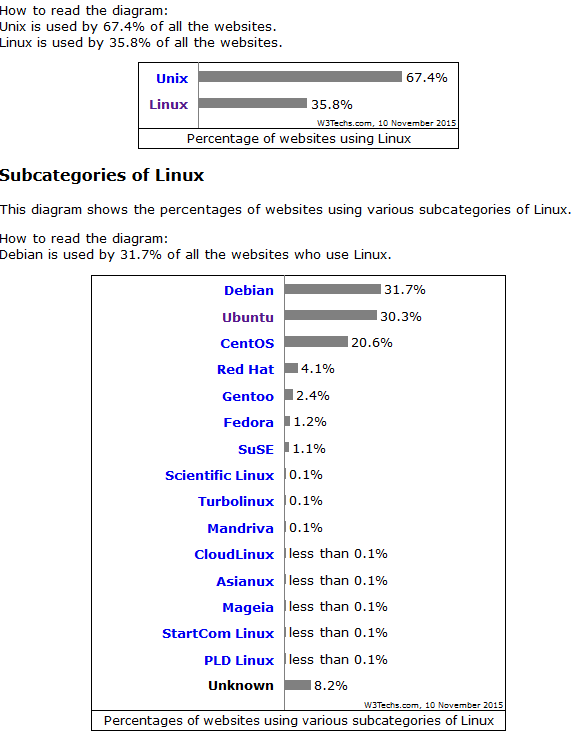 How to read the diagram:
Unix is used by 67.4% of all the websites.
Linux is used by 35.8% of all the websites.
Unix 67.4%
Linux 35.8%
W3Techs.com, 10 November 2015
Percentage of websites using Linux
Subcategories of Linux
This diagram shows the percentages of websites using various subcategories of Linux.
How to read the diagram:
Debian is used by 31.7% of all the websites who use Linux.
Debian 31.7%
Ubuntu 30.3%
CentOS 20.6%
Red Hat 4.1%
Gentoo 2.4%
Fedora 1.2%
SuSE 1.1%
Scientific Linux 0.1%
Turbolinux 0.1%
Mandriva 0.1%
CloudLinux less than 0.1%
Asianux less than 0.1%
Mageia less than 0.1%
StartCom Linux less than 0.1%
PLD Linux less than 0.1%
Unknown 8.2%
W3Techs.com, 10 November 2015
Percentages of websites using various subcategories of Linux